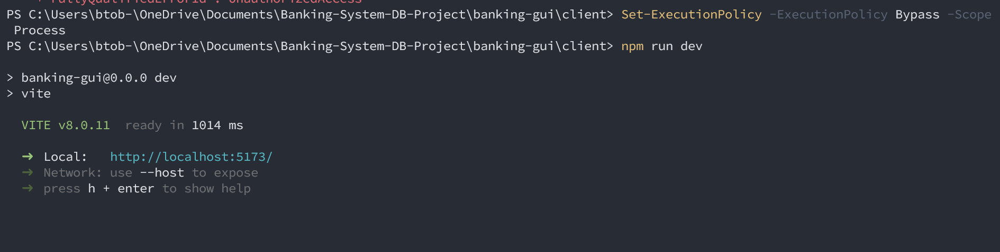 + FullyQualifiedErrorId : UnauthorizedAccess
PS C:\Users\btob-\OneDrive\Documents\Banking-System-DB-Project\banking-gui\client> Set-ExecutionPolicy -ExecutionPolicy Bypass -Scope
Process
PS C:\Users\btob-\OneDrive\Documents\Banking-System-DB-Project\banking-gui\client> npm run dev
> banking-gui@0.0.0 dev
> vite
VITE v8.0.11  ready in 1014 ms
➜ Local:   http://localhost:5173/
➜ Network: use --host to expose
➜ press h + enter to show help